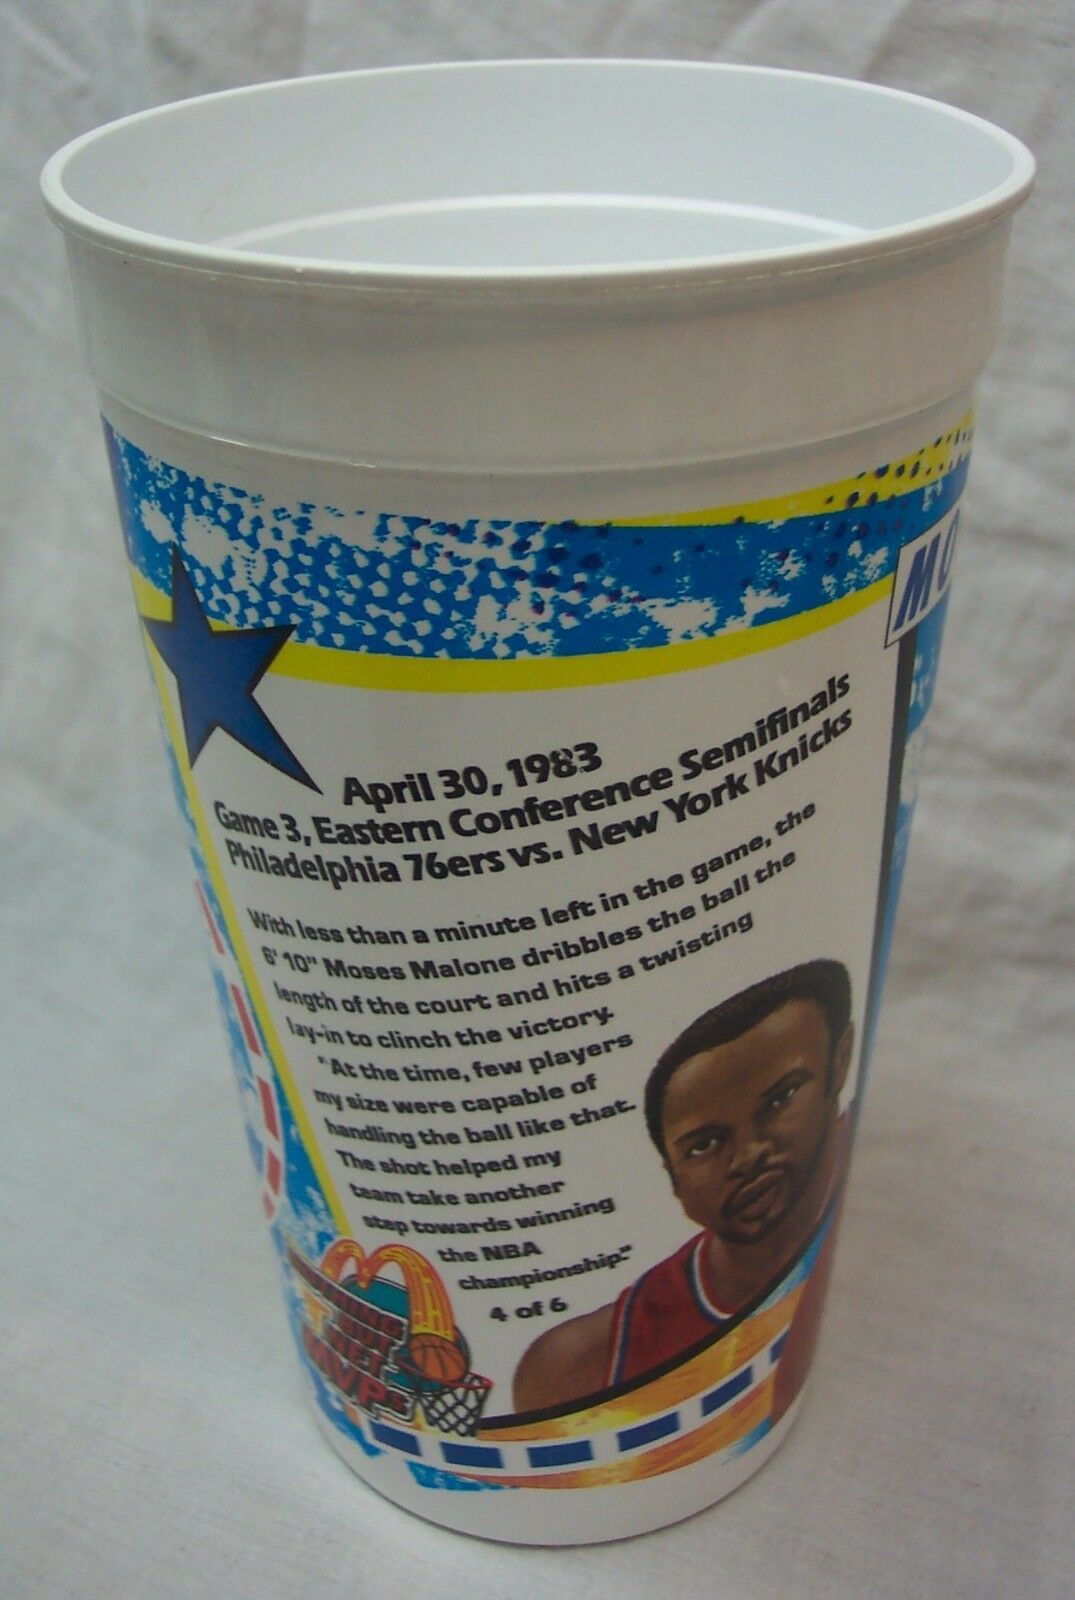 MO
April 30, 1983
Game 3, Eastern Conference Semifinals
Philadelphia 76ers vs. New York Knicks
With less than a minute left in the game, the
6' 10" Moses Malone dribbles the ball the
length of the court and hits a twisting
lay-in to clinch the victory.
"At the time, few players
my size were capable of
handling the ball like that.
The shot helped my
team take another
step towards winning
the NBA
championship."
4 of 6
NOTHING
BUT
NET
MVPs